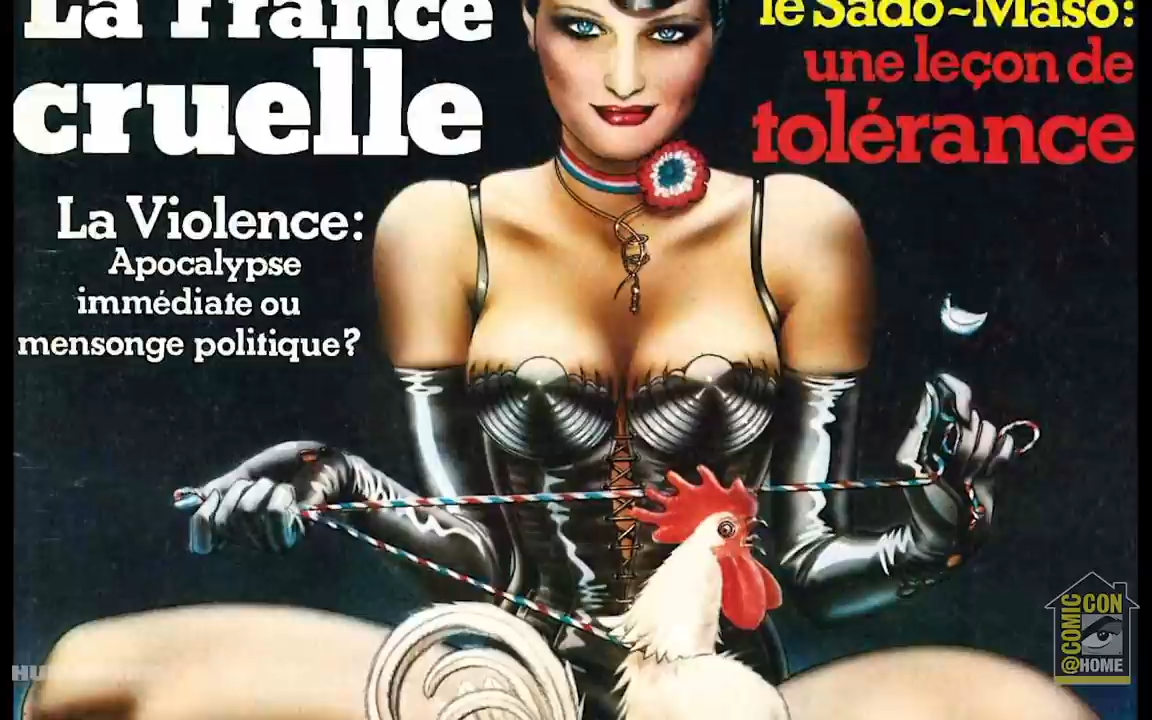 La France
cruelle
La Violence:
Apocalypse
immédiate ou
mensonge politique?
le Sado~Maso:
une leçon de
tolérance
@COMIC
CON
@HOME